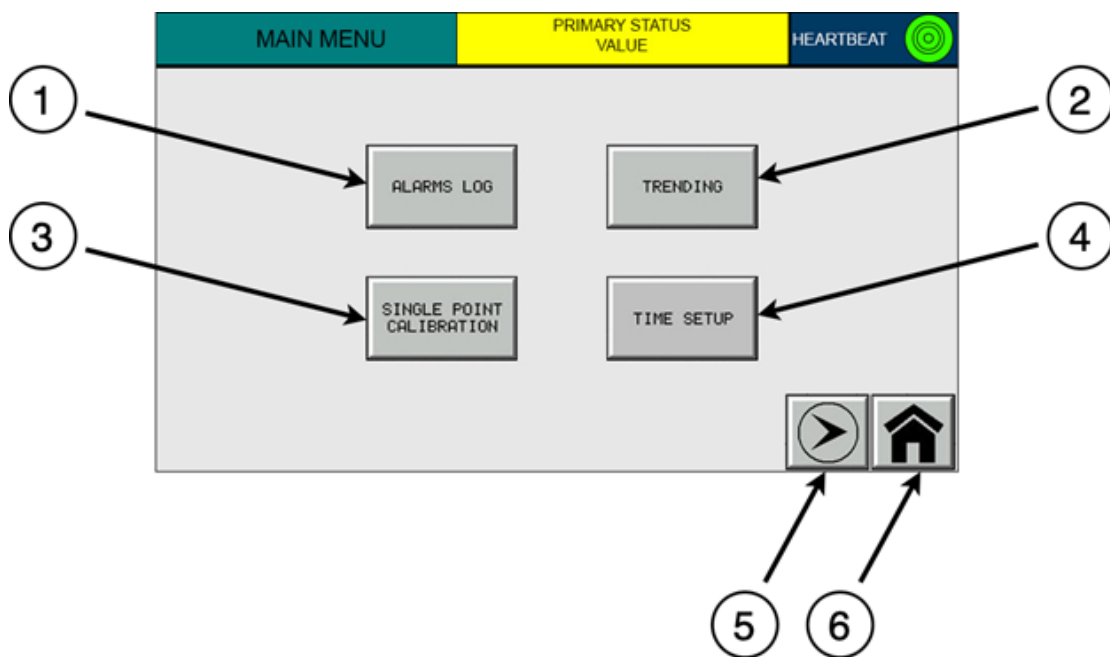 MAIN MENU
PRIMARY STATUS
VALUE
HEARTBEAT
1
2
ALARMS LOG
TRENDING
3
4
SINGLE POINT
CALIBRATION
TIME SETUP
5
6